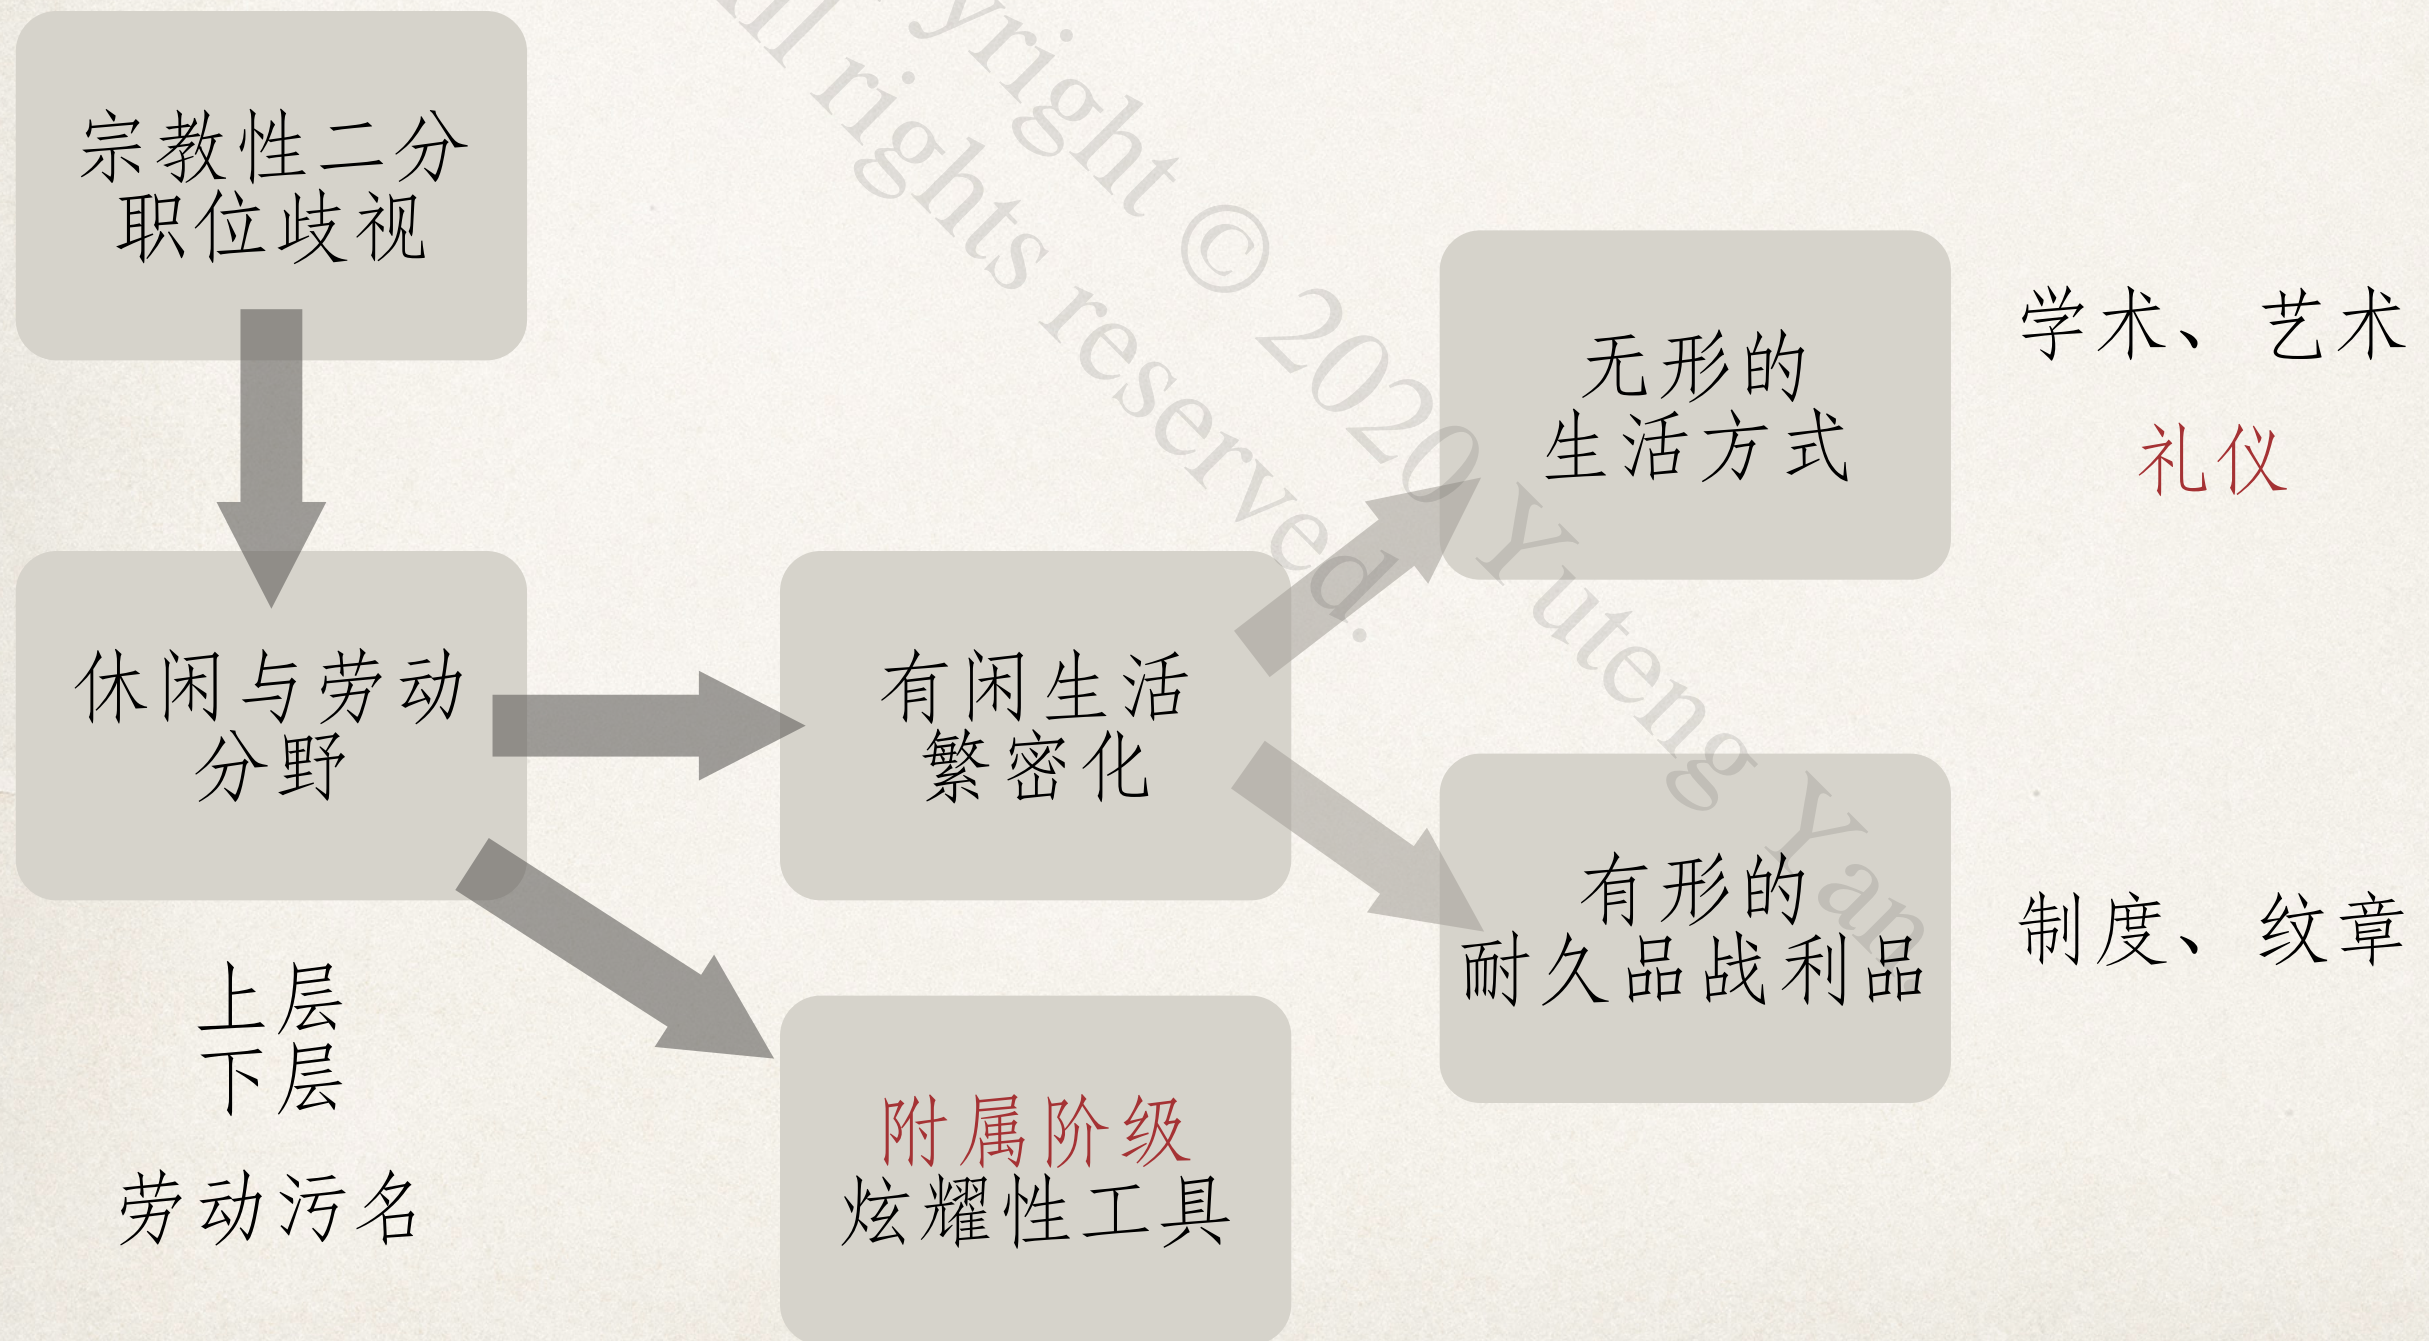 宗教性二分
职位歧视
休闲与劳动
分野
上层
下层
劳动污名
有闲生活
繁密化
附属阶级
炫耀性工具
无形的
生活方式
学术、艺术
礼仪
有形的
耐久品战利品
制度、纹章
yright © 2020 Yuteng Yan
ll rights reserved.